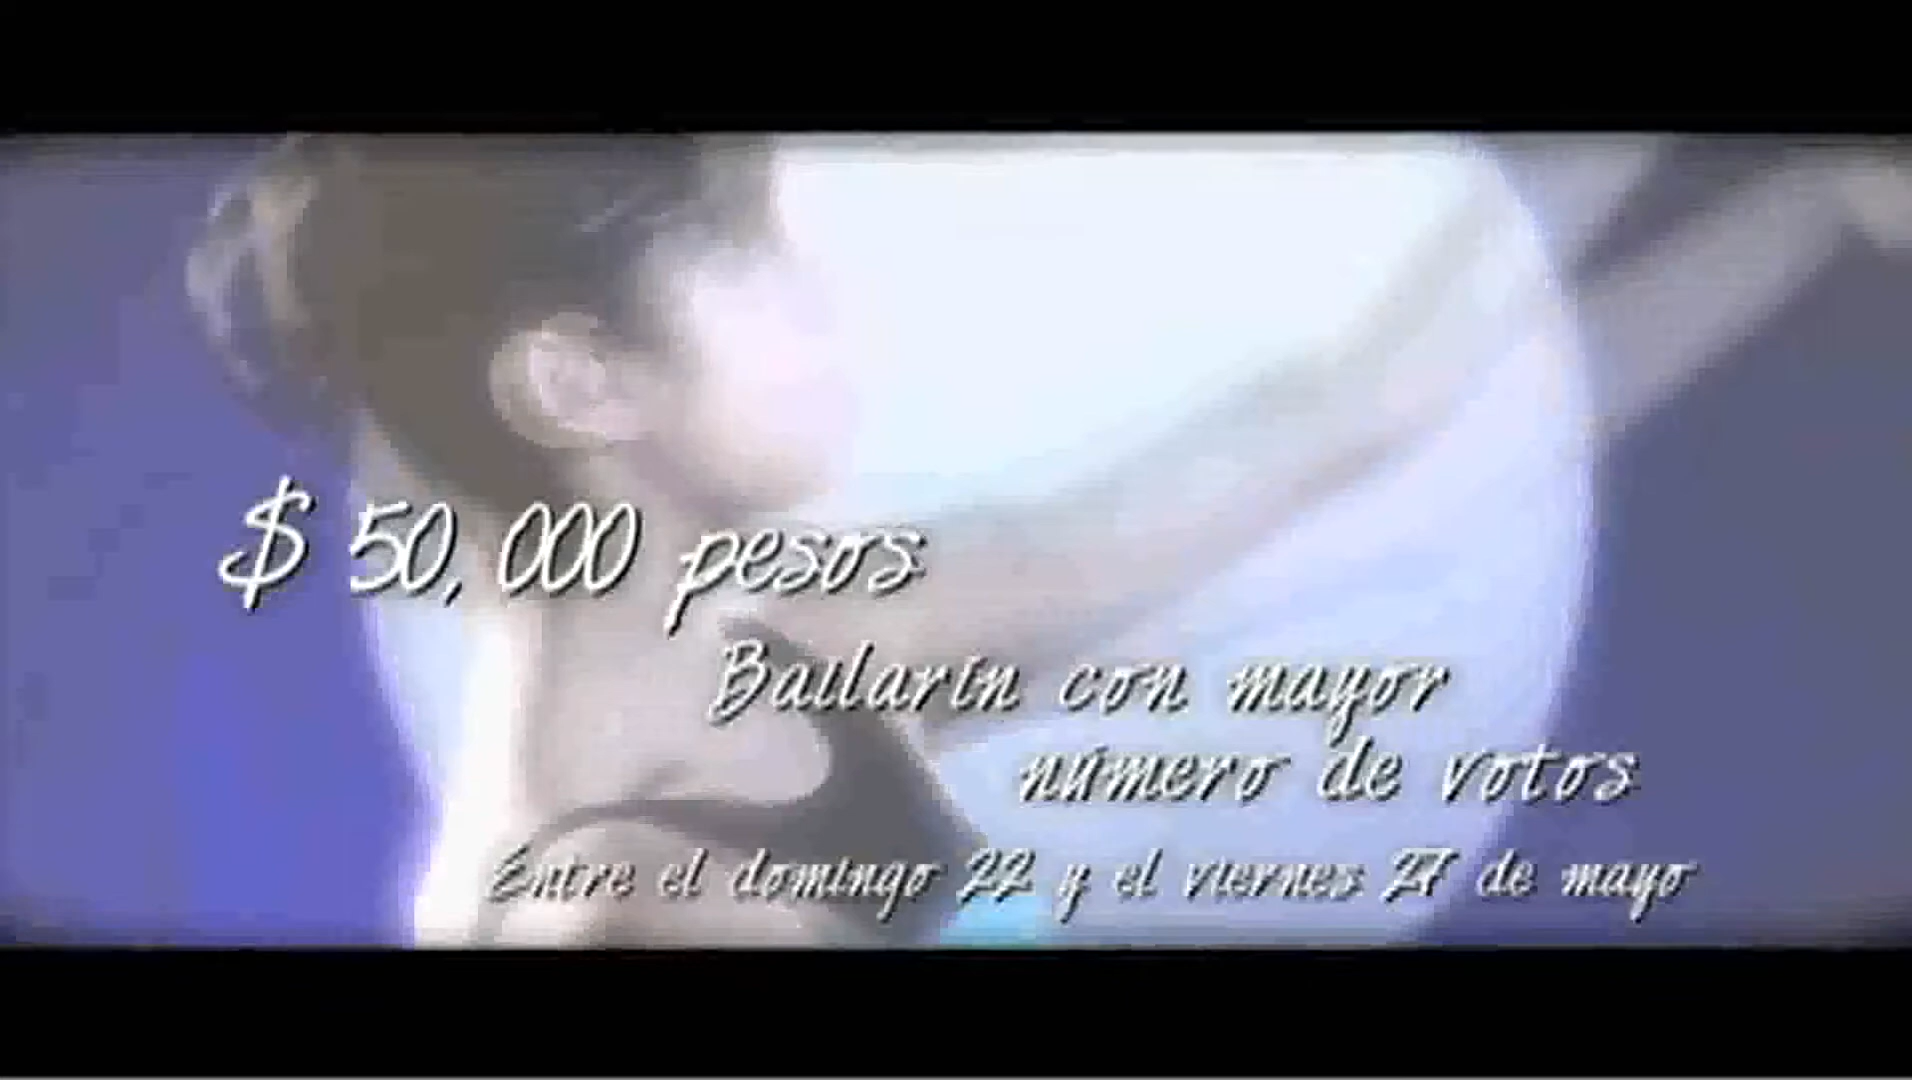 $ 50,000 pesos
Bailarín con mayor
número de votos
Entre el domingo 22 y el viernes 27 de mayo